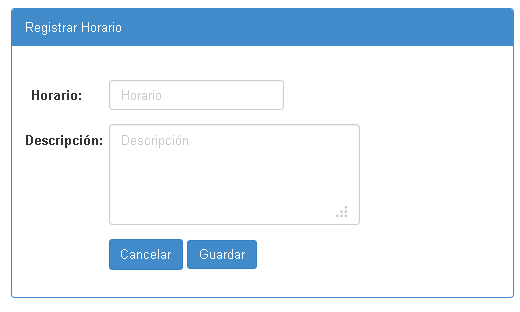 Registrar Horario
Horario: Horario
Descripción: Descripción
Cancelar Guardar